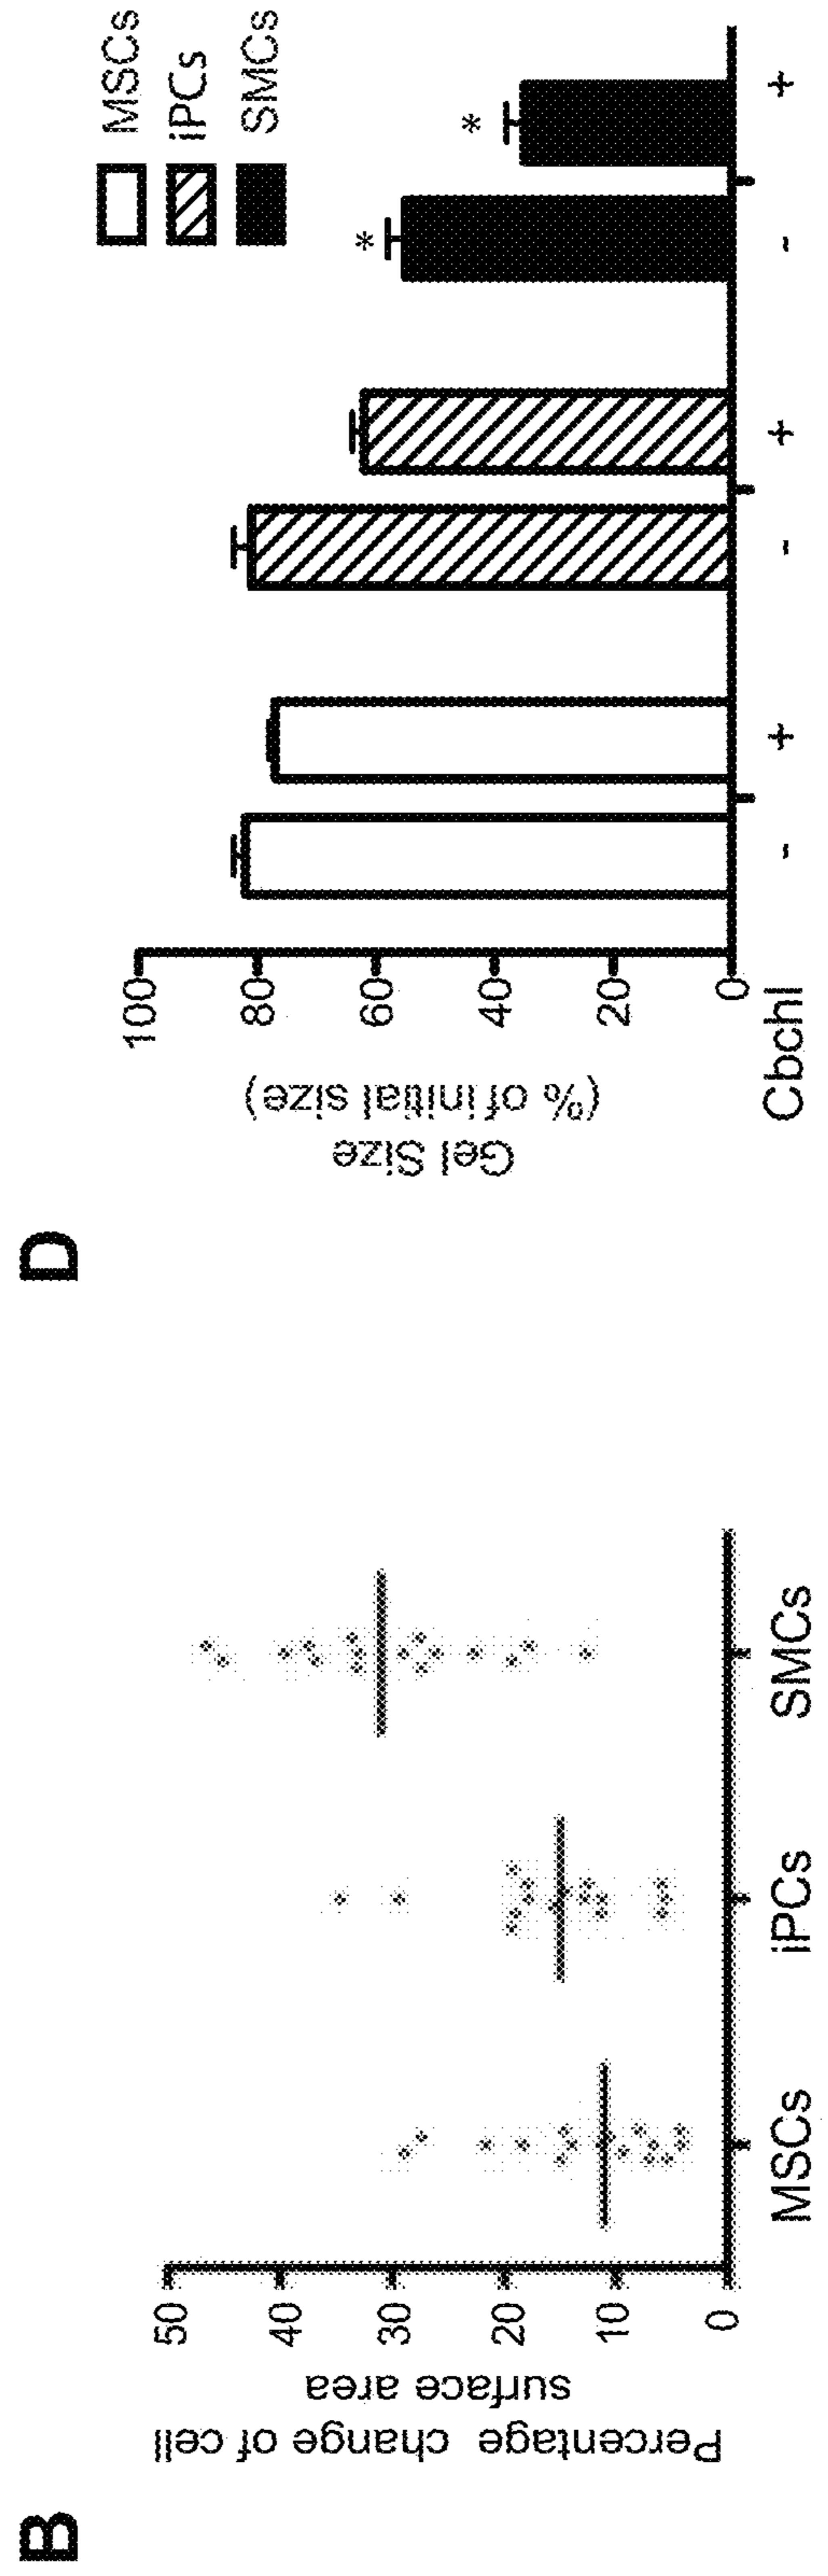 B
Percentage change of cell
surface area
50
40
30
20
10
0
MSCs
iPCs
SMCs
D
Gel Size
(% of initial size)
100
80
60
40
20
0
Cbchl
- + - + - +
* *
MSCs
iPCs
SMCs